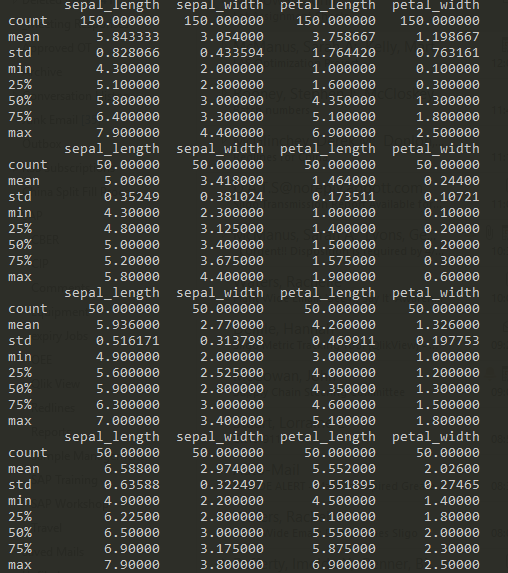 sepal_length sepal_width petal_length petal_width
count 150.000000 150.000000 150.000000 150.000000
mean 5.843333 3.054000 3.758667 1.198667
std 0.828066 0.433594 1.764420 0.763161
min 4.300000 2.000000 1.000000 0.100000
25% 5.100000 2.800000 1.600000 0.300000
50% 5.800000 3.000000 4.350000 1.300000
75% 6.400000 3.300000 5.100000 1.800000
max 7.900000 4.400000 6.900000 2.500000
sepal_length sepal_width petal_length petal_width
count 50.00000 50.000000 50.000000 50.00000
mean 5.00600 3.418000 1.464000 0.24400
std 0.35249 0.381024 0.173511 0.10721
min 4.30000 2.300000 1.000000 0.10000
25% 4.80000 3.125000 1.400000 0.20000
50% 5.00000 3.400000 1.500000 0.20000
75% 5.20000 3.675000 1.575000 0.30000
max 5.80000 4.400000 1.900000 0.60000
sepal_length sepal_width petal_length petal_width
count 50.000000 50.000000 50.000000 50.000000
mean 5.936000 2.770000 4.260000 1.326000
std 0.516171 0.313798 0.469911 0.197753
min 4.900000 2.000000 3.000000 1.000000
25% 5.600000 2.525000 4.000000 1.200000
50% 5.900000 2.800000 4.350000 1.300000
75% 6.300000 3.000000 4.600000 1.500000
max 7.000000 3.400000 5.100000 1.800000
sepal_length sepal_width petal_length petal_width
count 50.00000 50.000000 50.000000 50.00000
mean 6.58800 2.974000 5.552000 2.02600
std 0.63588 0.322497 0.551895 0.27465
min 4.90000 2.200000 4.500000 1.40000
25% 6.22500 2.800000 5.100000 1.80000
50% 6.50000 3.000000 5.550000 2.00000
75% 6.90000 3.175000 5.875000 2.30000
max 7.90000 3.800000 6.900000 2.50000